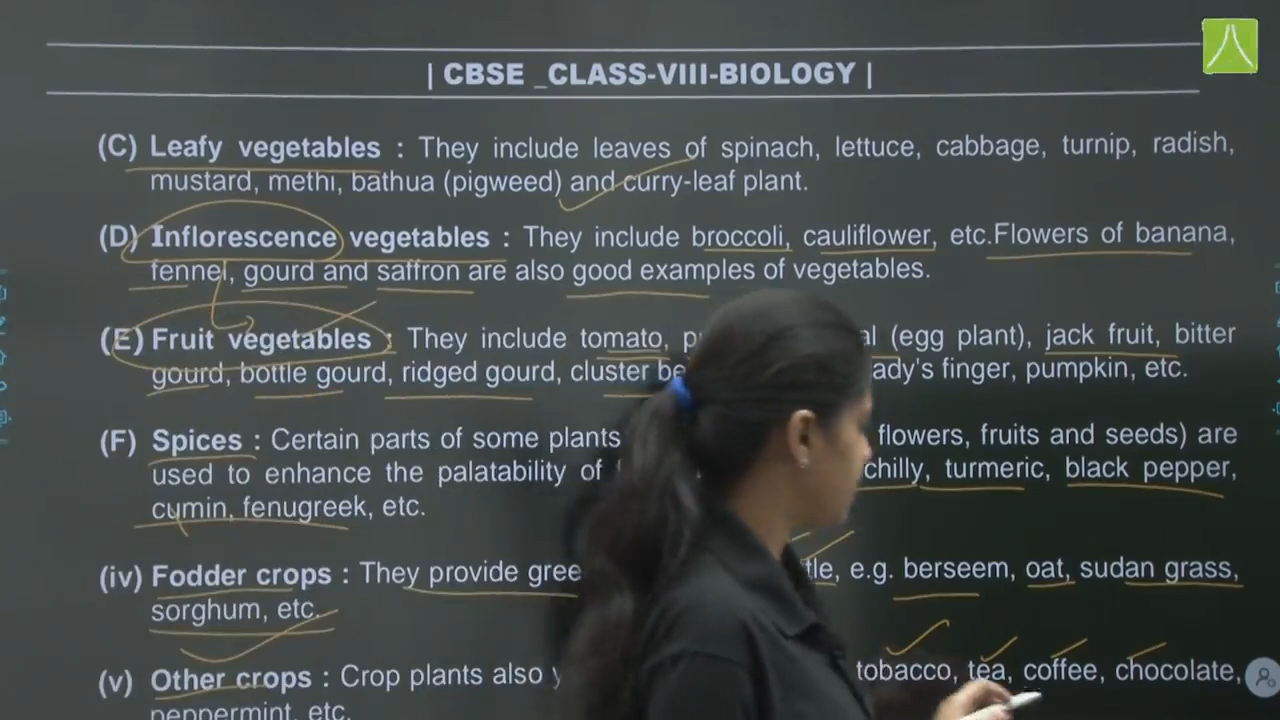 | CBSE _CLASS-VIII-BIOLOGY |
(C) Leafy vegetables : They include leaves of spinach, lettuce, cabbage, turnip, radish,
mustard, methi, bathua (pigweed) and curry-leaf plant.
(D) Inflorescence vegetables : They include broccoli, cauliflower, etc.Flowers of banana,
fennel, gourd and saffron are also good examples of vegetables.
(E) Fruit vegetables : They include tomato, (egg plant), jack fruit, bitter
gourd, bottle gourd, ridged gourd, cluster ady's finger, pumpkin, etc.
(F) Spices : Certain parts of some plants flowers, fruits and seeds) are
used to enhance the palatability of chilly, turmeric, black pepper,
cumin, fenugreek, etc.
(iv) Fodder crops : They provide gree tle, e.g. berseem, oat, sudan grass,
sorghum, etc.
(v) Other crops : Crop plants also tobacco, tea, coffee, chocolate,
peppermint, etc.